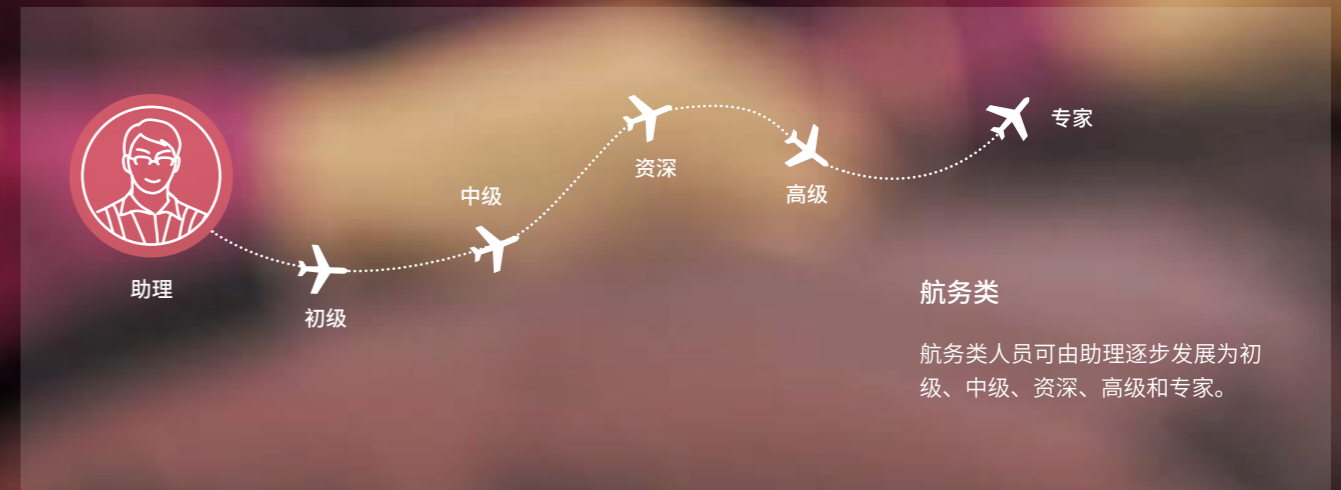 助理
初级
中级
资深
高级
专家
航务类
航务类人员可由助理逐步发展为初
级、中级、资深、高级和专家。